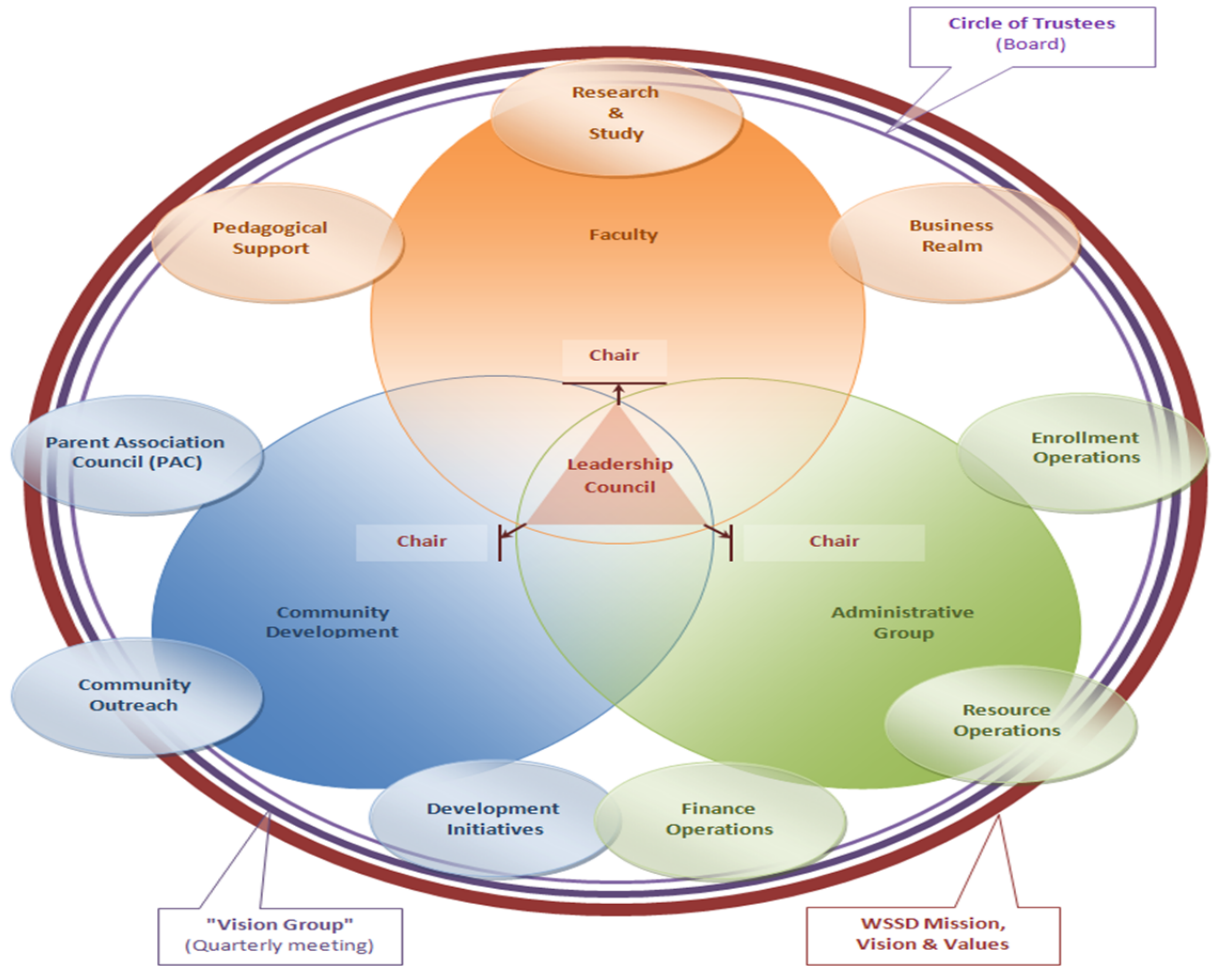 Circle of Trustees
(Board)
Research
&
Study
Pedagogical
Support
Faculty
Business
Realm
Chair
Parent Association
Council (PAC)
Leadership
Council
Enrollment
Operations
Chair
Chair
Community
Development
Administrative
Group
Community
Outreach
Resource
Operations
Development
Initiatives
Finance
Operations
"Vision Group"
(Quarterly meeting)
WSSD Mission,
Vision & Values